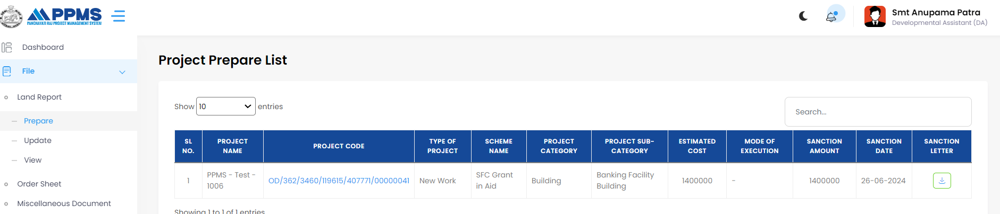 PPMS
PANCHAYATI RAJ PROJECT MANAGEMENT SYSTEM
Smt Anupama Patra
Developmental Assistant (DA)
Dashboard
File
Land Report
Prepare
Update
View
Order Sheet
Miscellaneous Document
Project Prepare List
Show 10 entries
Search...
SL NO. PROJECT NAME PROJECT CODE TYPE OF PROJECT SCHEME NAME PROJECT CATEGORY PROJECT SUB-CATEGORY ESTIMATED COST MODE OF EXECUTION SANCTION AMOUNT SANCTION DATE SANCTION LETTER
1 PPMS - Test - 1006 OD/362/3460/119615/407771/00000041 New Work SFC Grant in Aid Building Banking Facility Building 1400000 - 1400000 26-06-2024
Showing 1 to 1 of 1 entries